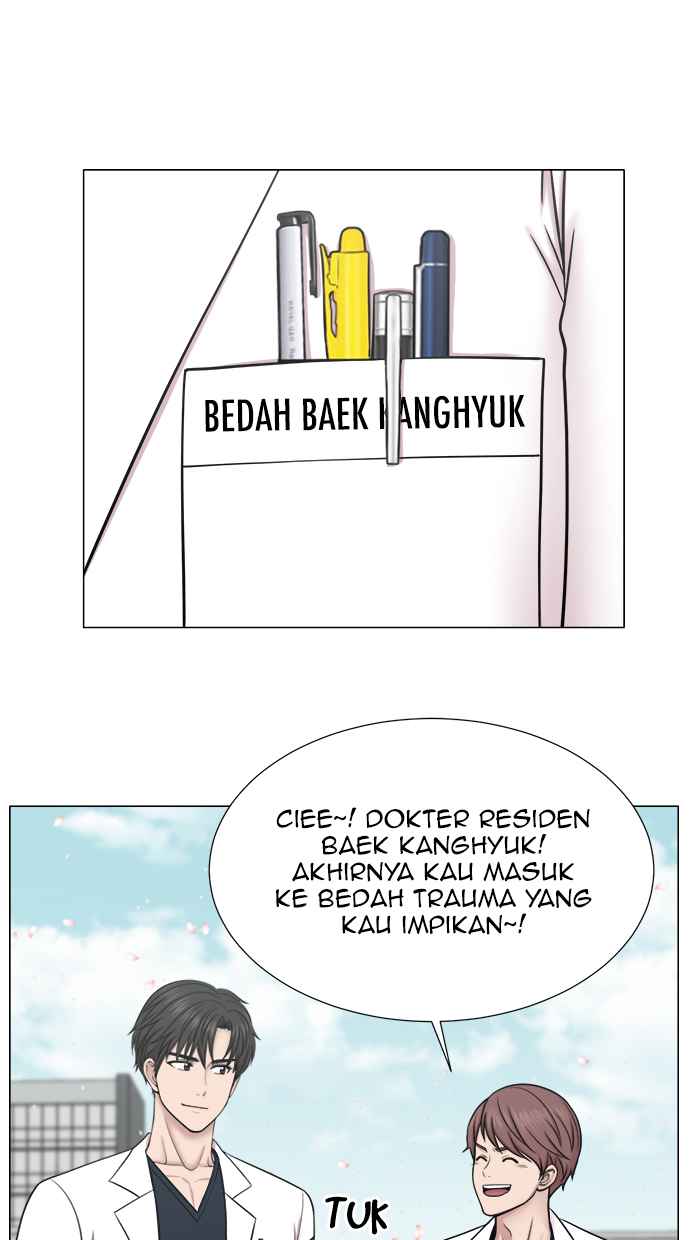 BEDAH BAEK KANGHYUK
CIEE~! DOKTER RESIDEN
BAEK KANGHYUK!
AKHIRNYA KAU MASUK
KE BEDAH TRAUMA YANG
KAU IMPIKAN~!
TUK